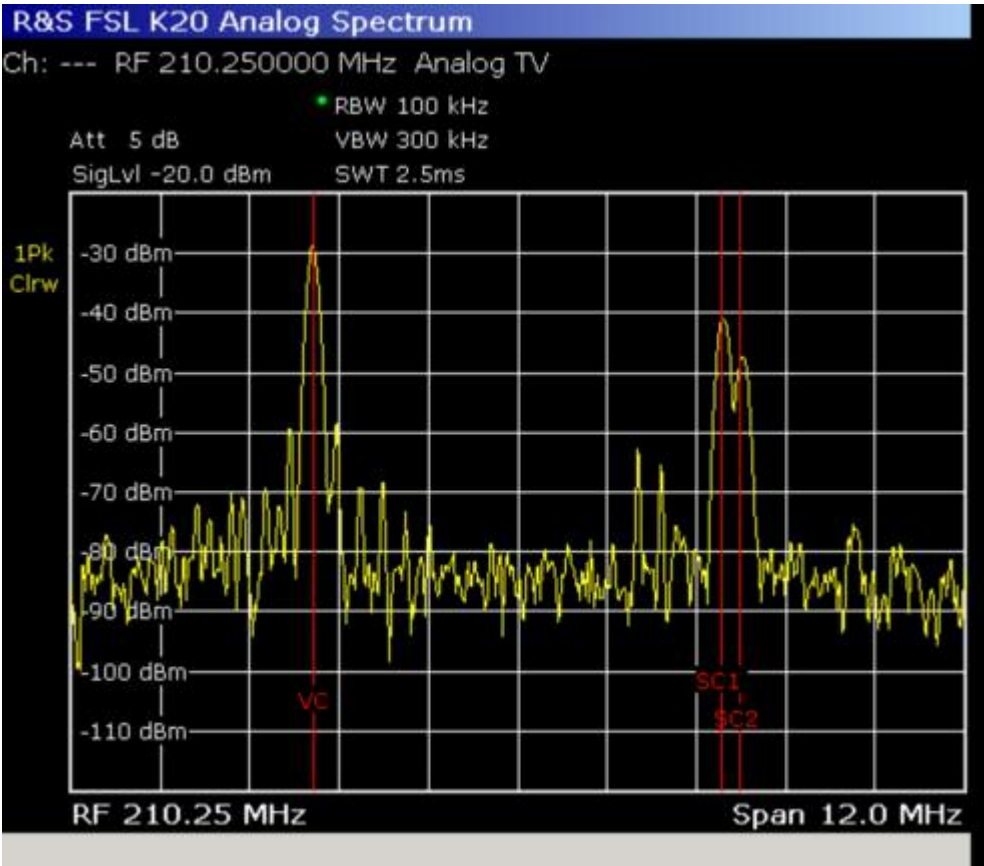 R&S FSL K20 Analog Spectrum
Ch: --- RF 210.250000 MHz Analog TV
RBW 100 kHz
Att 5 dB VBW 300 kHz
SigLvl -20.0 dBm SWT 2.5ms
1Pk
Clrw
-30 dBm
-40 dBm
-50 dBm
-60 dBm
-70 dBm
-80 dBm
-90 dBm
-100 dBm
-110 dBm
VC
SC1
SC2
RF 210.25 MHz Span 12.0 MHz